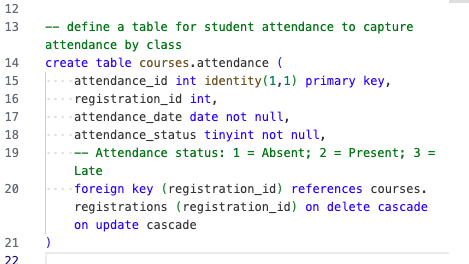 12
13 -- define a table for student attendance to capture
attendance by class
14 create table courses.attendance (
15 ····attendance_id int identity(1,1) primary key,
16 ····registration_id int,
17 ····attendance_date date not null,
18 ····attendance_status tinyint not null,
19 ····-- Attendance status: 1 = Absent; 2 = Present; 3 =
Late
20 ····foreign key (registration_id) references courses.
registrations (registration_id) on delete cascade
on update cascade
21 )
22